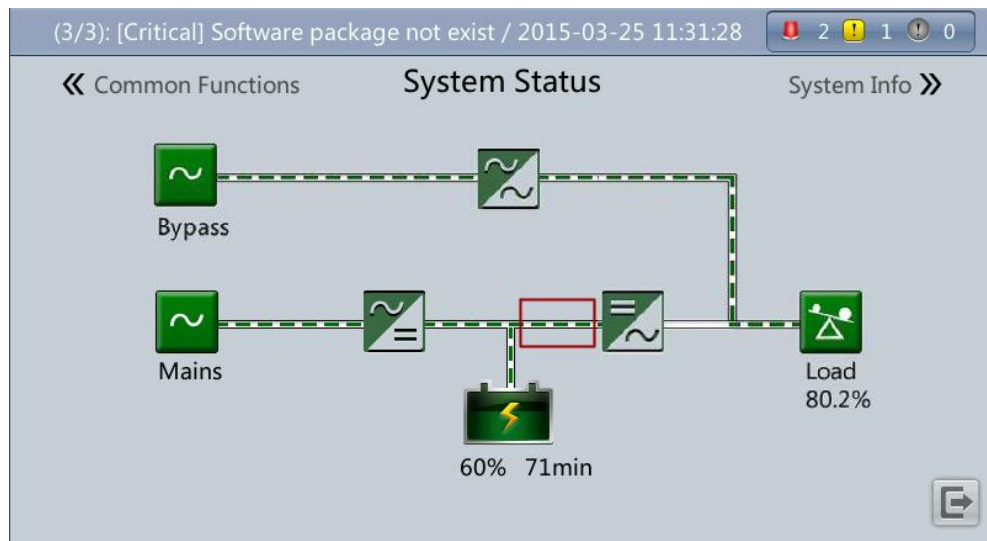 (3/3): [Critical] Software package not exist / 2015-03-25 11:31:28 2 1 0
Common Functions System Status System Info
Bypass
Mains
Load
80.2%
60% 71min